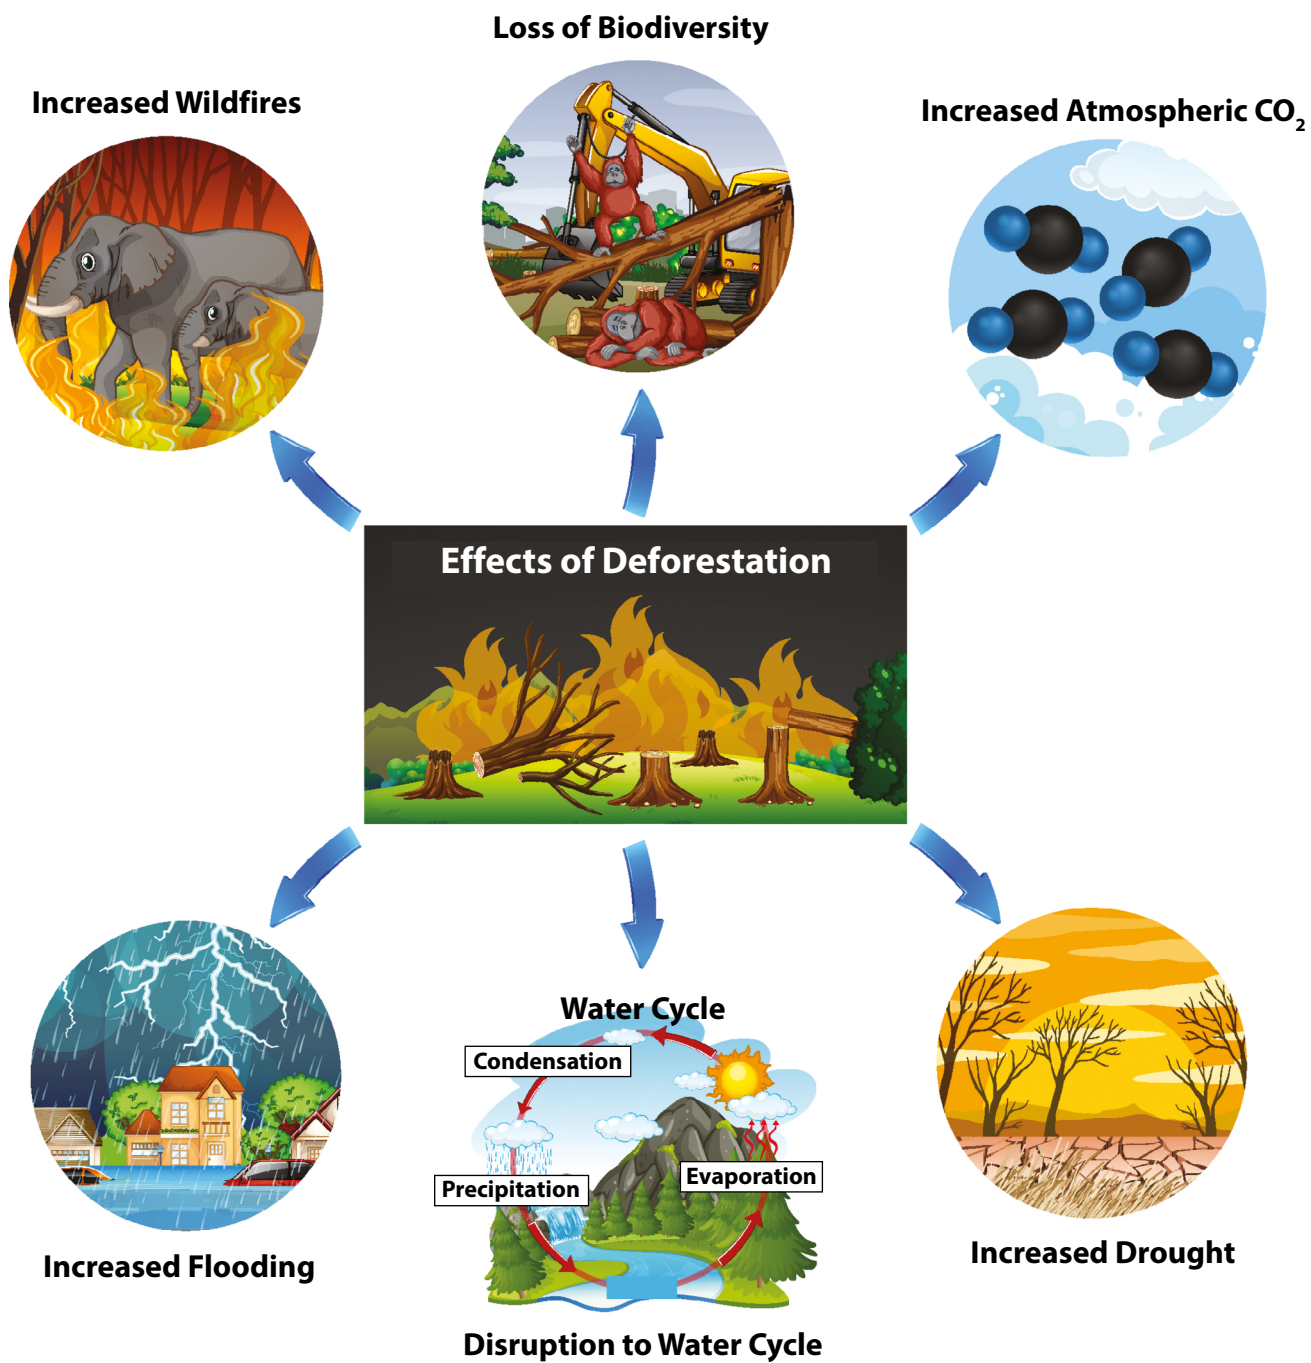 Loss of Biodiversity
Increased Wildfires
Increased Atmospheric CO₂
Effects of Deforestation
Water Cycle
Condensation
Precipitation
Evaporation
Increased Flooding
Increased Drought
Disruption to Water Cycle